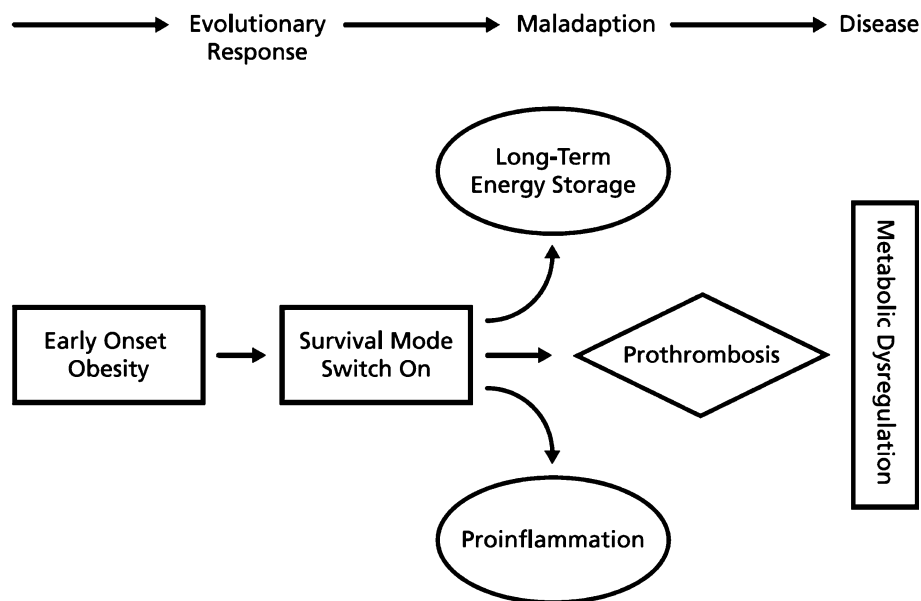 Evolutionary
Response
Maladaption
Disease
Long-Term
Energy Storage
Early Onset
Obesity
Survival Mode
Switch On
Prothrombosis
Metabolic Dysregulation
Proinflammation